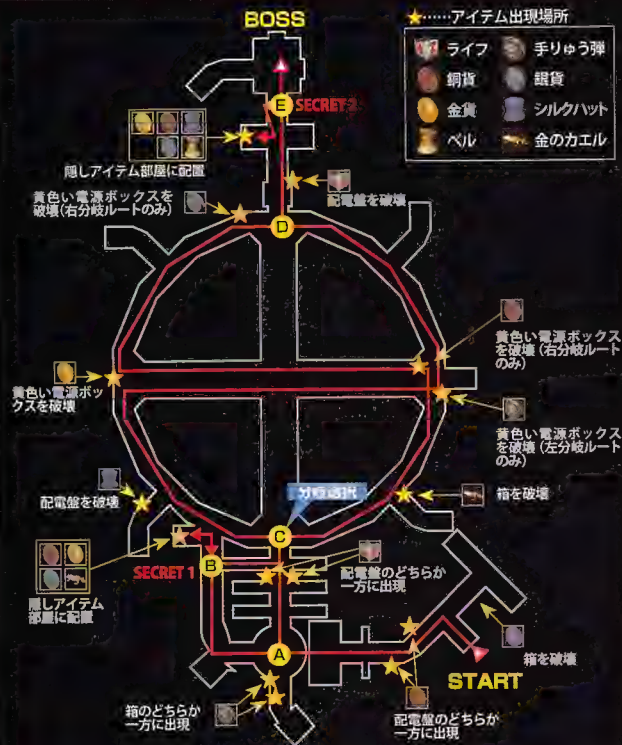 BOSS
★……アイテム出現場所
ライフ
手りゅう弾
銅貨
銀貨
金貨
シルクハット
ベル
金のカエル
E
SECRET 2
隠しアイテム部屋に配置
配電盤を破壊
黄色い電源ボックスを
破壊(右分岐ルートのみ)
D
黄色い電源ボックス
を破壊(右分岐ルート
のみ)
黄色い電源ボッ
クスを破壊
黄色い電源ボックス
を破壊(左分岐ルート
のみ)
配電盤を破壊
分岐選択
箱を破壊
C
SECRET 1
B
配電盤のどちらか
一方に出現
隠しアイテム
部屋に配置
A
箱を破壊
START
箱のどちらか
一方に出現
配電盤のどちらか
一方に出現